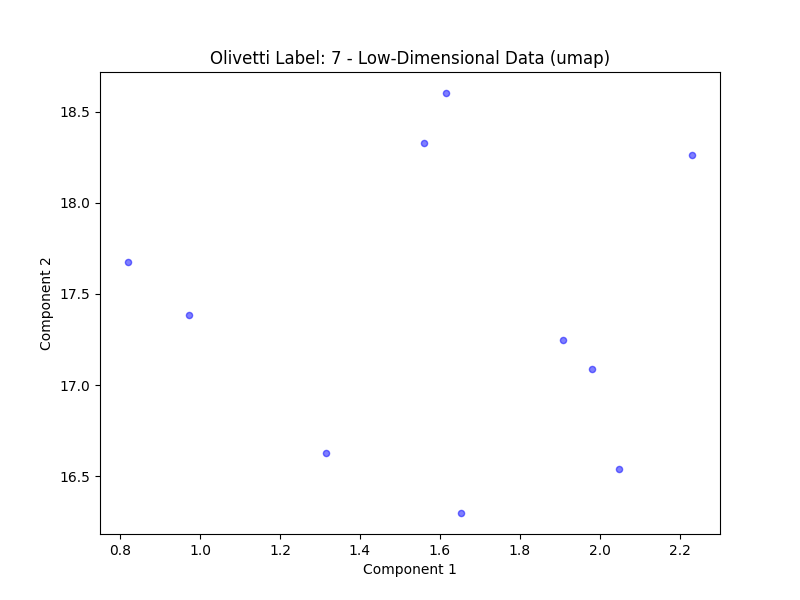 Olivetti Label: 7 - Low-Dimensional Data (umap)
18.5
18.0
17.5
17.0
16.5
Component 2
0.8 1.0 1.2 1.4 1.6 1.8 2.0 2.2
Component 1